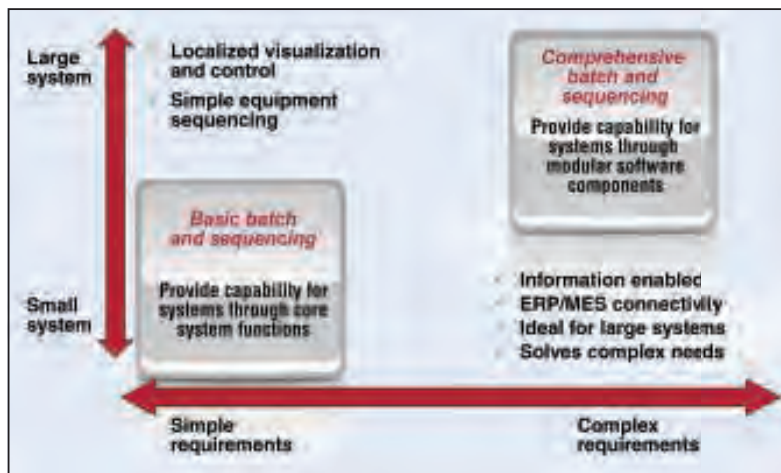 Large
system
Localized visualization
and control
Simple equipment
sequencing
Comprehensive
batch and
sequencing
Provide capability for
systems through
modular software
components
Basic batch
and sequencing
Provide capability for
systems through core
system functions
Small
system
Information enabled
ERP/MES connectivity
Ideal for large systems
Solves complex needs
Simple
requirements
Complex
requirements